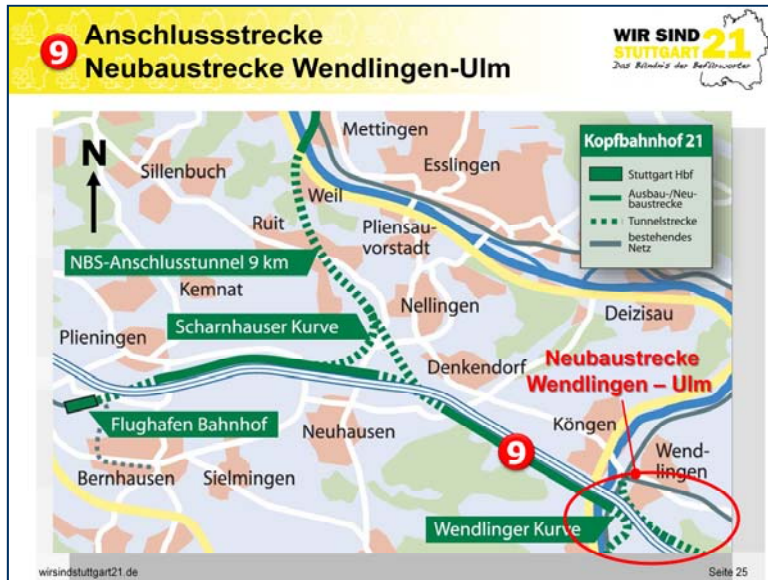 9 Anschlussstrecke
Neubaustrecke Wendlingen-Ulm
WIR SIND
STUTTGART 21
Das Bündnis der Befürworter
N
Mettingen
Esslingen
Sillenbuch
Weil
Ruit
Pliensau-
vorstadt
Kopfbahnhof 21
Stuttgart Hbf
Ausbau-/Neu-
baustrecke
Tunnelstrecke
bestehendes
Netz
NBS-Anschlusstunnel 9 km
Kemnat
Nellingen
Deizisau
Scharnhauser Kurve
Plieningen
Denkendorf
Neubaustrecke
Wendlingen – Ulm
Flughafen Bahnhof
Neuhausen
Köngen
9
Wend-
lingen
Bernhausen
Sielmingen
Wendlinger Kurve
wirsindstuttgart21.de
Seite 25